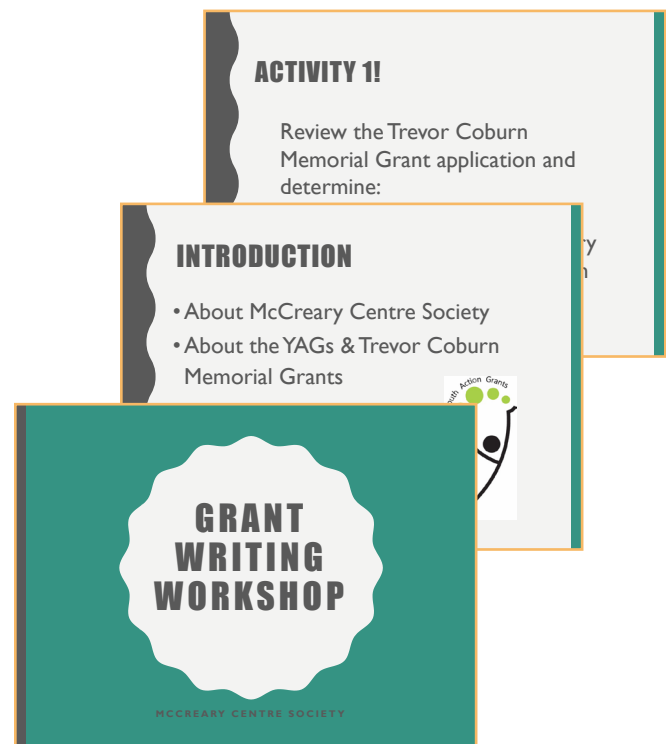 ACTIVITY 1!
Review the Trevor Coburn
Memorial Grant application and
determine:
INTRODUCTION
• About McCreary Centre Society
• About the YAGs & Trevor Coburn
Memorial Grants
Action Grants
GRANT
WRITING
WORKSHOP
MCCREARY CENTRE SOCIETY